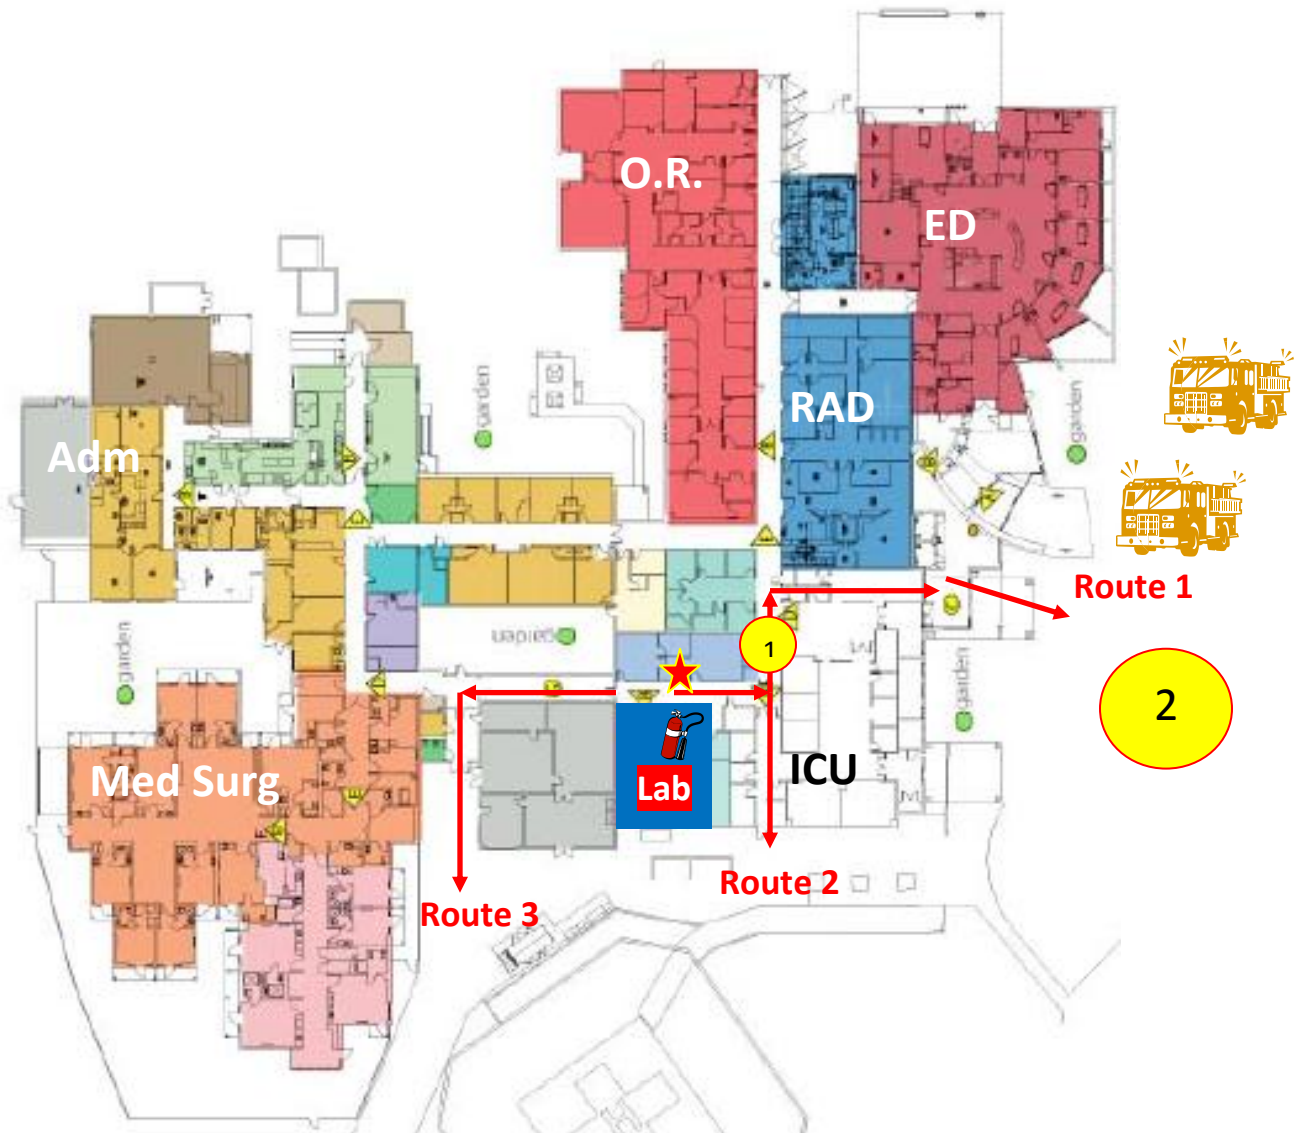 O.R.
ED
garden
garden
RAD
Adm
Route 1
garden
garden
1
garden
2
Med Surg
Lab
ICU
Route 2
Route 3